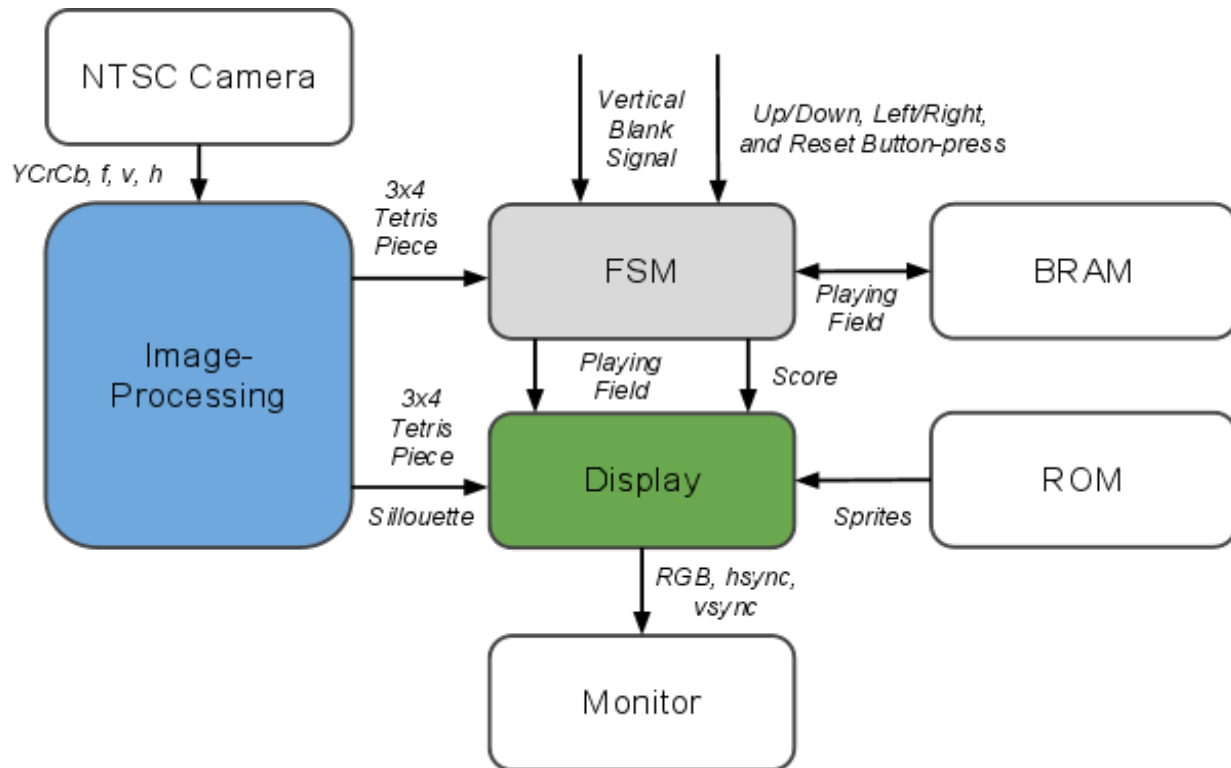 NTSC Camera
YCrCb, f, v, h
Vertical
Blank
Signal
Up/Down, Left/Right,
and Reset Button-press
3x4
Tetris
Piece
FSM
Playing
Field
BRAM
Image-
Processing
Playing
Field
Score
3x4
Tetris
Piece
Sillouette
Display
Sprites
ROM
RGB, hsync,
vsync
Monitor